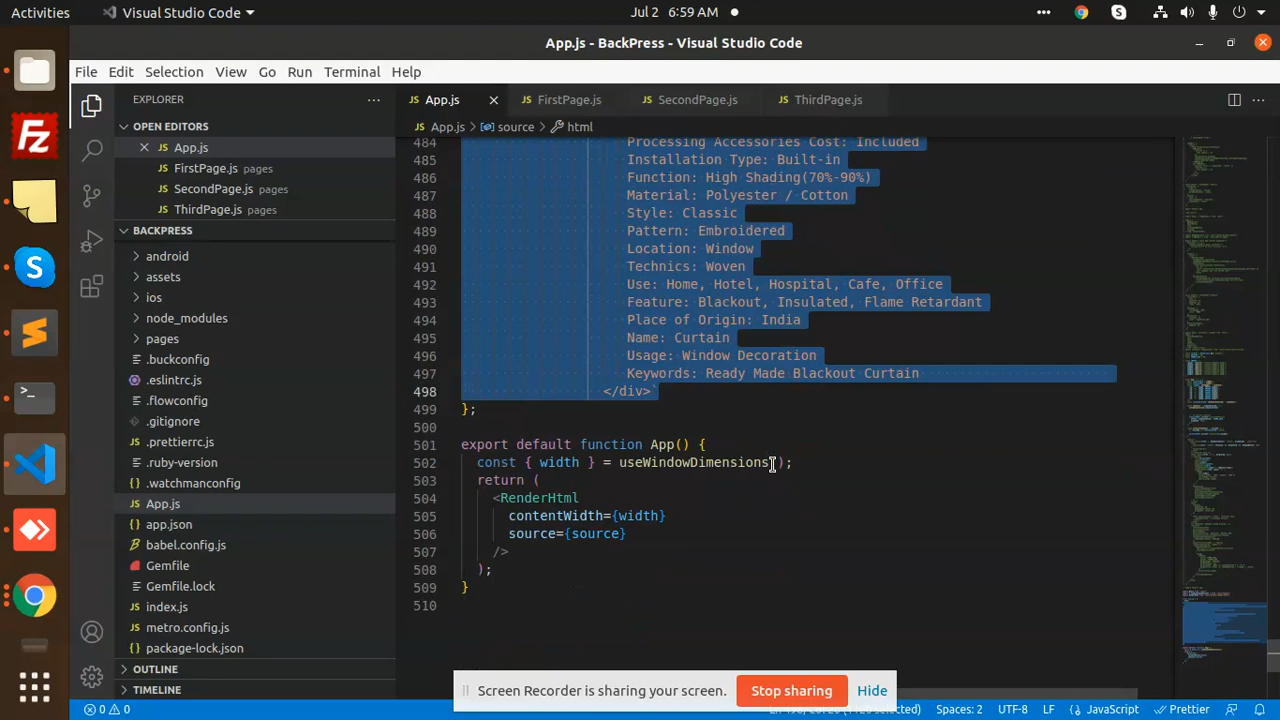 Activities
Visual Studio Code
Jul 2 6:59 AM
App.js - BackPress - Visual Studio Code
File Edit Selection View Go Run Terminal Help
EXPLORER
OPEN EDITORS
App.js
FirstPage.js pages
SecondPage.js pages
ThirdPage.js pages
BACKPRESS
android
assets
ios
node_modules
pages
.buckconfig
.eslintrc.js
.flowconfig
.gitignore
.prettierrc.js
.ruby-version
.watchmanconfig
App.js
app.json
babel.config.js
Gemfile
Gemfile.lock
index.js
metro.config.js
package-lock.json
OUTLINE
TIMELINE
App.js FirstPage.js SecondPage.js ThirdPage.js
App.js > source > html
484 Processing Accessories Cost: Included
485 Installation Type: Built-in
486 Function: High Shading(70%-90%)
487 Material: Polyester / Cotton
488 Style: Classic
489 Pattern: Embroidered
490 Location: Window
491 Technics: Woven
492 Use: Home, Hotel, Hospital, Cafe, Office
493 Feature: Blackout, Insulated, Flame Retardant
494 Place of Origin: India
495 Name: Curtain
496 Usage: Window Decoration
497 Keywords: Ready Made Blackout Curtain
498 </div>`
499 };
500
501 export default function App() {
502 const { width } = useWindowDimensions();
503 return (
504 <RenderHtml
505 contentWidth={width}
506 source={source}
507 />
508 );
509 }
510
Screen Recorder is sharing your screen.
Stop sharing
Hide
0 0
selected) Spaces: 2 UTF-8 LF {} JavaScript Prettier